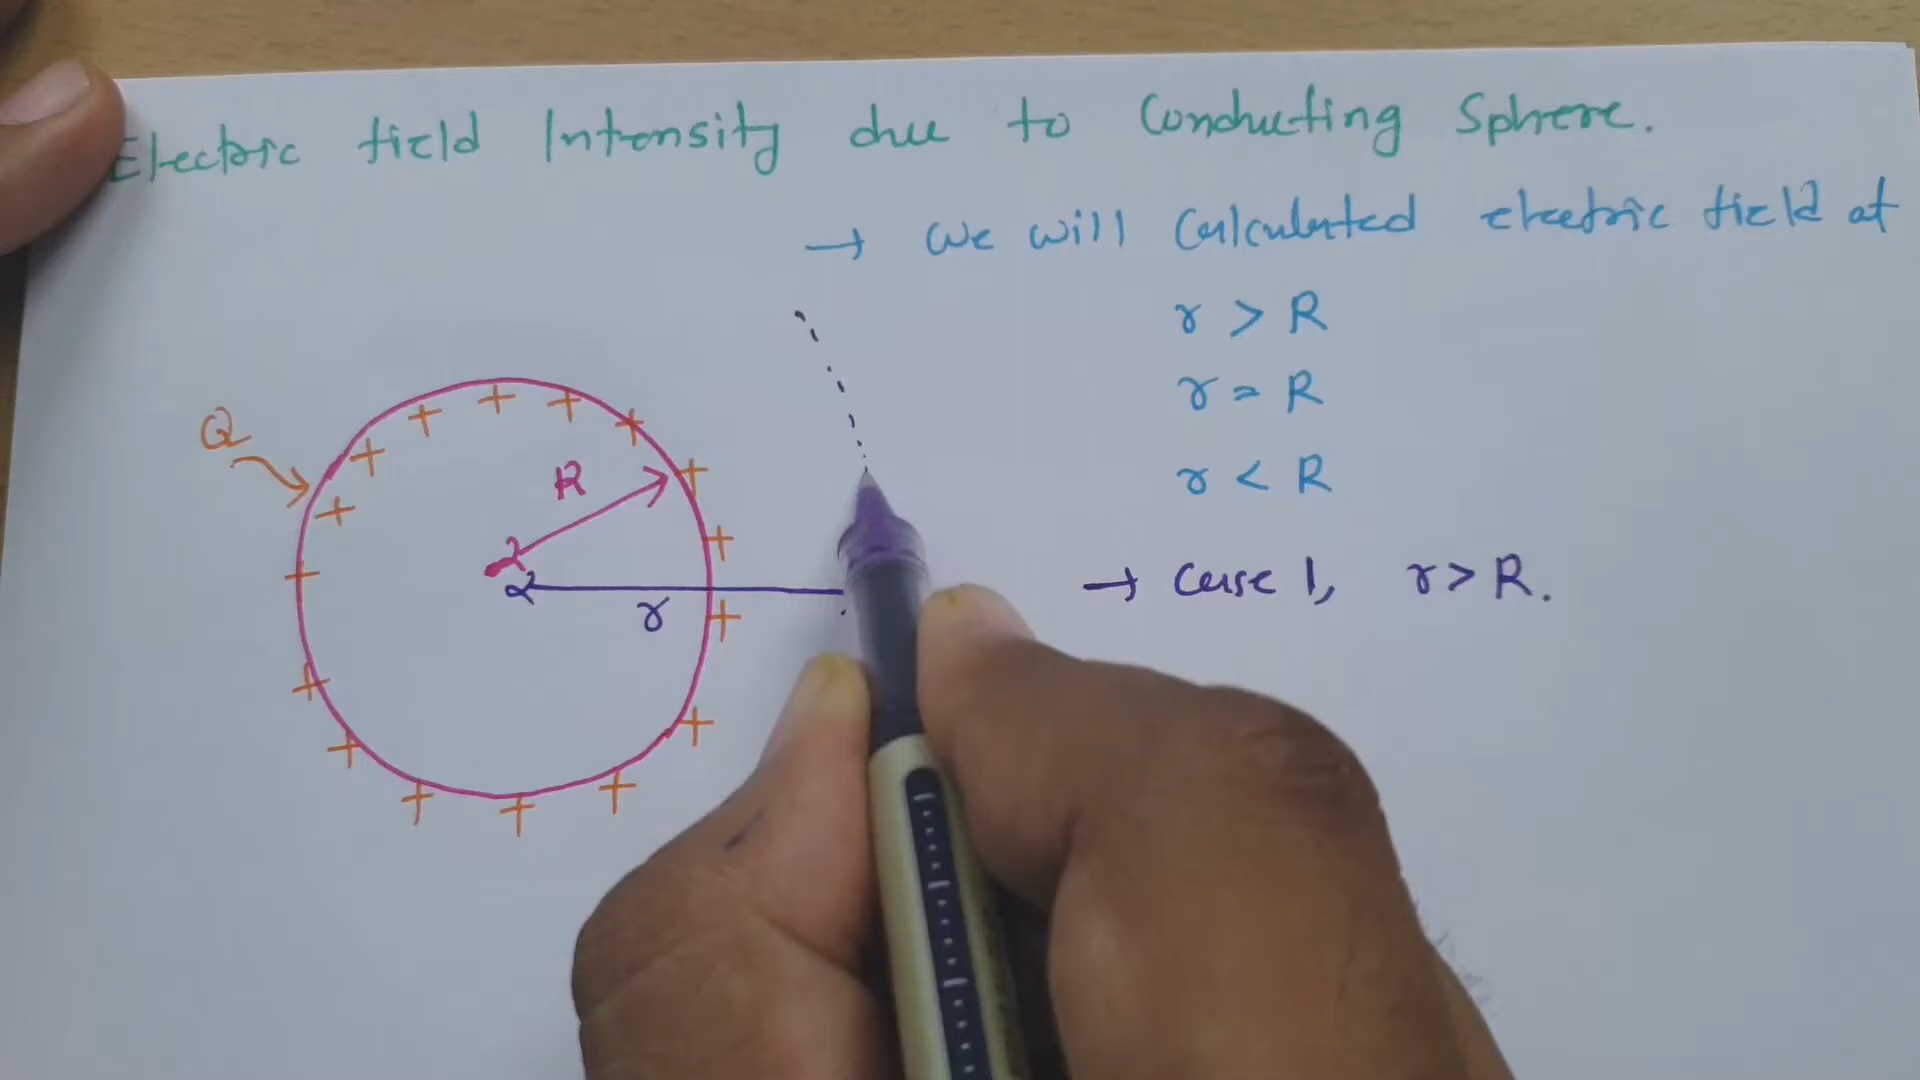 Electric field Intensity due to Conducting Sphere.
→ We will Calculated electric field at
r > R
r = R
r < R
Q
R
r
→ Case 1, r > R.